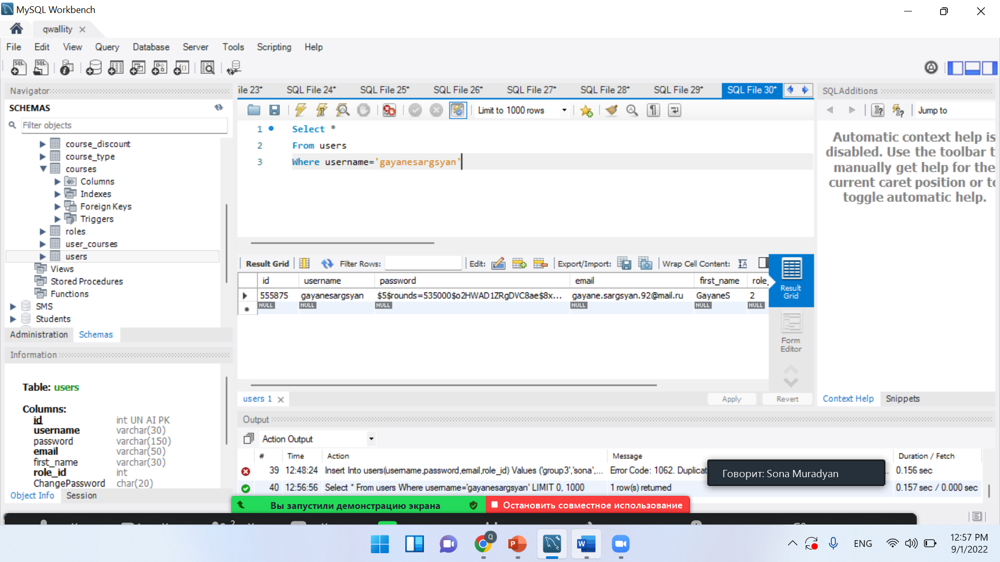 MySQL Workbench
qwallity
File Edit View Query Database Server Tools Scripting Help
Navigator
SCHEMAS
Filter objects
course_discount
course_type
courses
Columns
Indexes
Foreign Keys
Triggers
roles
user_courses
users
Views
Stored Procedures
Functions
SMS
Students
Administration Schemas
Information
Table: users
Columns:
id int UN AI PK
username varchar(30)
password varchar(150)
email varchar(50)
first_name varchar(30)
role_id int
ChangePassword char(20)
Object Info Session
ile 23* SQL File 24* SQL File 25* SQL File 26* SQL File 27* SQL File 28* SQL File 29* SQL File 30*
Limit to 1000 rows
1 Select *
2 From users
3 Where username='gayanesargsyan'
Result Grid Filter Rows: Edit: Export/Import: Wrap Cell Content:
id username password email first_name role_
555875 gayanesargsyan $5$rounds=535000$o2HWAD1ZRgDVC8ae$8x... gayane.sargsyan.92@mail.ru GayaneS 2
NULL NULL NULL NULL NULL NULL
Result
Grid
Form
Editor
users 1 Apply Revert
SQLAdditions
Jump to
Automatic context help is
disabled. Use the toolbar t
manually get help for the
current caret position or to
toggle automatic help.
Context Help Snippets
Output
Action Output
# Time Action Message Duration / Fetch
39 12:48:24 Insert Into users(username,password,email,role_id) Values ('group3','sona',... Error Code: 1062. Duplicat .. 0.156 sec
40 12:56:56 Select * From users Where username='gayanesargsyan' LIMIT 0, 1000 1 row(s) returned 0.157 sec / 0.000 sec
Говорит: Sona Muradyan
Вы запустили демонстрацию экрана Остановить совместное использование
2
Q
ENG
12:57 PM
9/1/2022